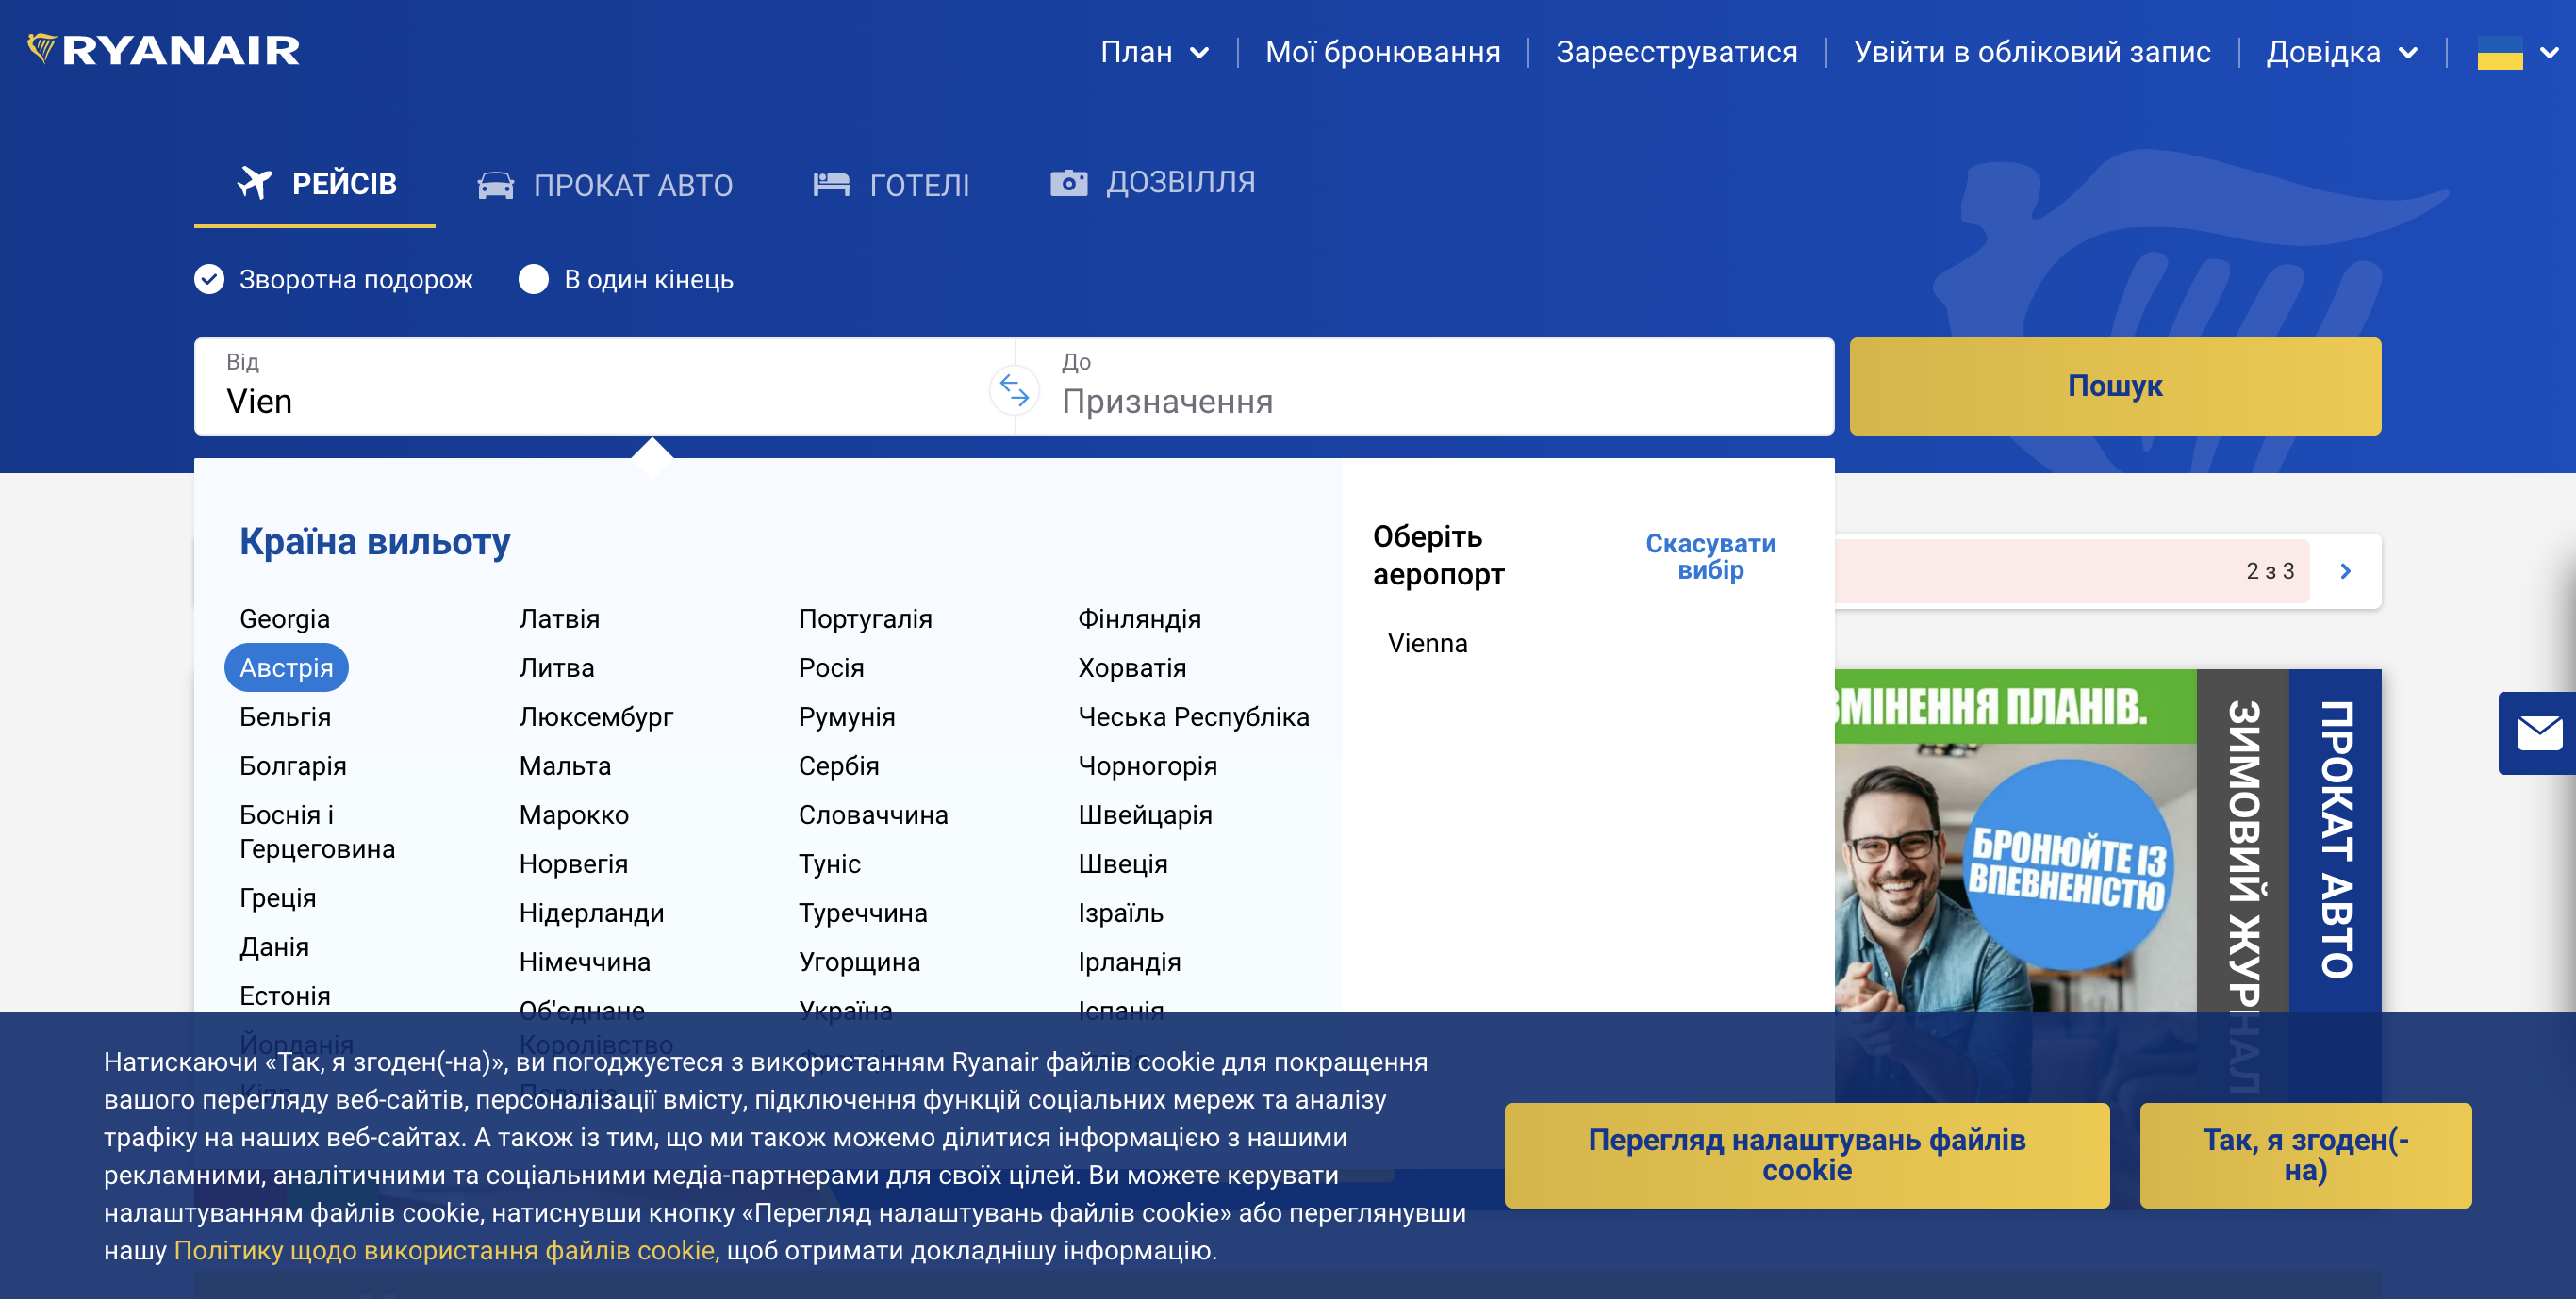 RYANAIR
План
Мої бронювання
Зареєструватися
Увійти в обліковий запис
Довідка
РЕЙСІВ
ПРОКАТ АВТО
ГОТЕЛІ
ДОЗВІЛЛЯ
Зворотна подорож
В один кінець
Від
Vien
До
Призначення
Пошук
Країна вильоту
Georgia
Австрія
Бельгія
Болгарія
Боснія і
Герцеговина
Греція
Данія
Естонія
Йорданія
Кіпр
Латвія
Литва
Люксембург
Мальта
Марокко
Норвегія
Нідерланди
Німеччина
Об'єднане
Королівство
Португалія
Росія
Румунія
Сербія
Словаччина
Туніс
Туреччина
Угорщина
Україна
Фінляндія
Хорватія
Чеська Республіка
Чорногорія
Швейцарія
Швеція
Ізраїль
Ірландія
Іспанія
Оберіть
аеропорт
Скасувати
вибір
Vienna
2 з 3
ЗМІНЕННЯ ПЛАНІВ.
БРОНЮЙТЕ ІЗ
ВПЕВНЕНІСТЮ
ЗИМОВИЙ ЖУРНАЛ
ПРОКАТ АВТО
Натискаючи «Так, я згоден(-на)», ви погоджуєтеся з використанням Ryanair файлів cookie для покращення
вашого перегляду веб-сайтів, персоналізації вмісту, підключення функцій соціальних мереж та аналізу
трафіку на наших веб-сайтах. А також із тим, що ми також можемо ділитися інформацією з нашими
рекламними, аналітичними та соціальними медіа-партнерами для своїх цілей. Ви можете керувати
налаштуванням файлів cookie, натиснувши кнопку «Перегляд налаштувань файлів cookie» або переглянувши
нашу Політику щодо використання файлів cookie, щоб отримати докладнішу інформацію.
Перегляд налаштувань файлів
cookie
Так, я згоден(-
на)